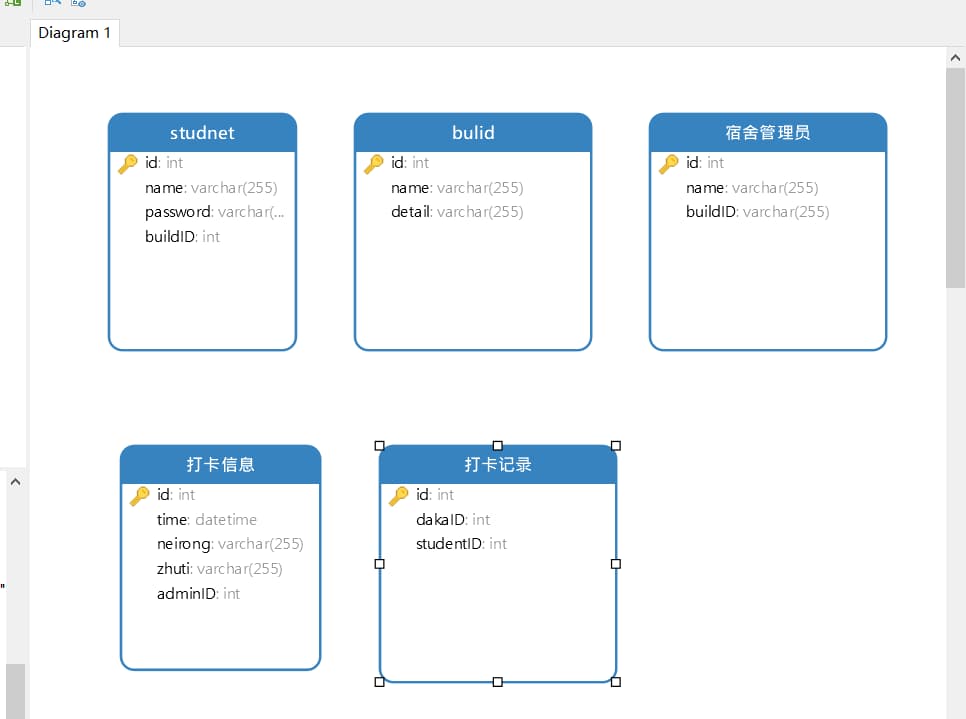 Diagram 1
studnet
id: int
name: varchar(255)
password: varchar(...
buildID: int
bulid
id: int
name: varchar(255)
detail: varchar(255)
宿舍管理员
id: int
name: varchar(255)
buildID: varchar(255)
打卡信息
id: int
time: datetime
neirong: varchar(255)
zhuti: varchar(255)
adminID: int
打卡记录
id: int
dakaID: int
studentID: int
"